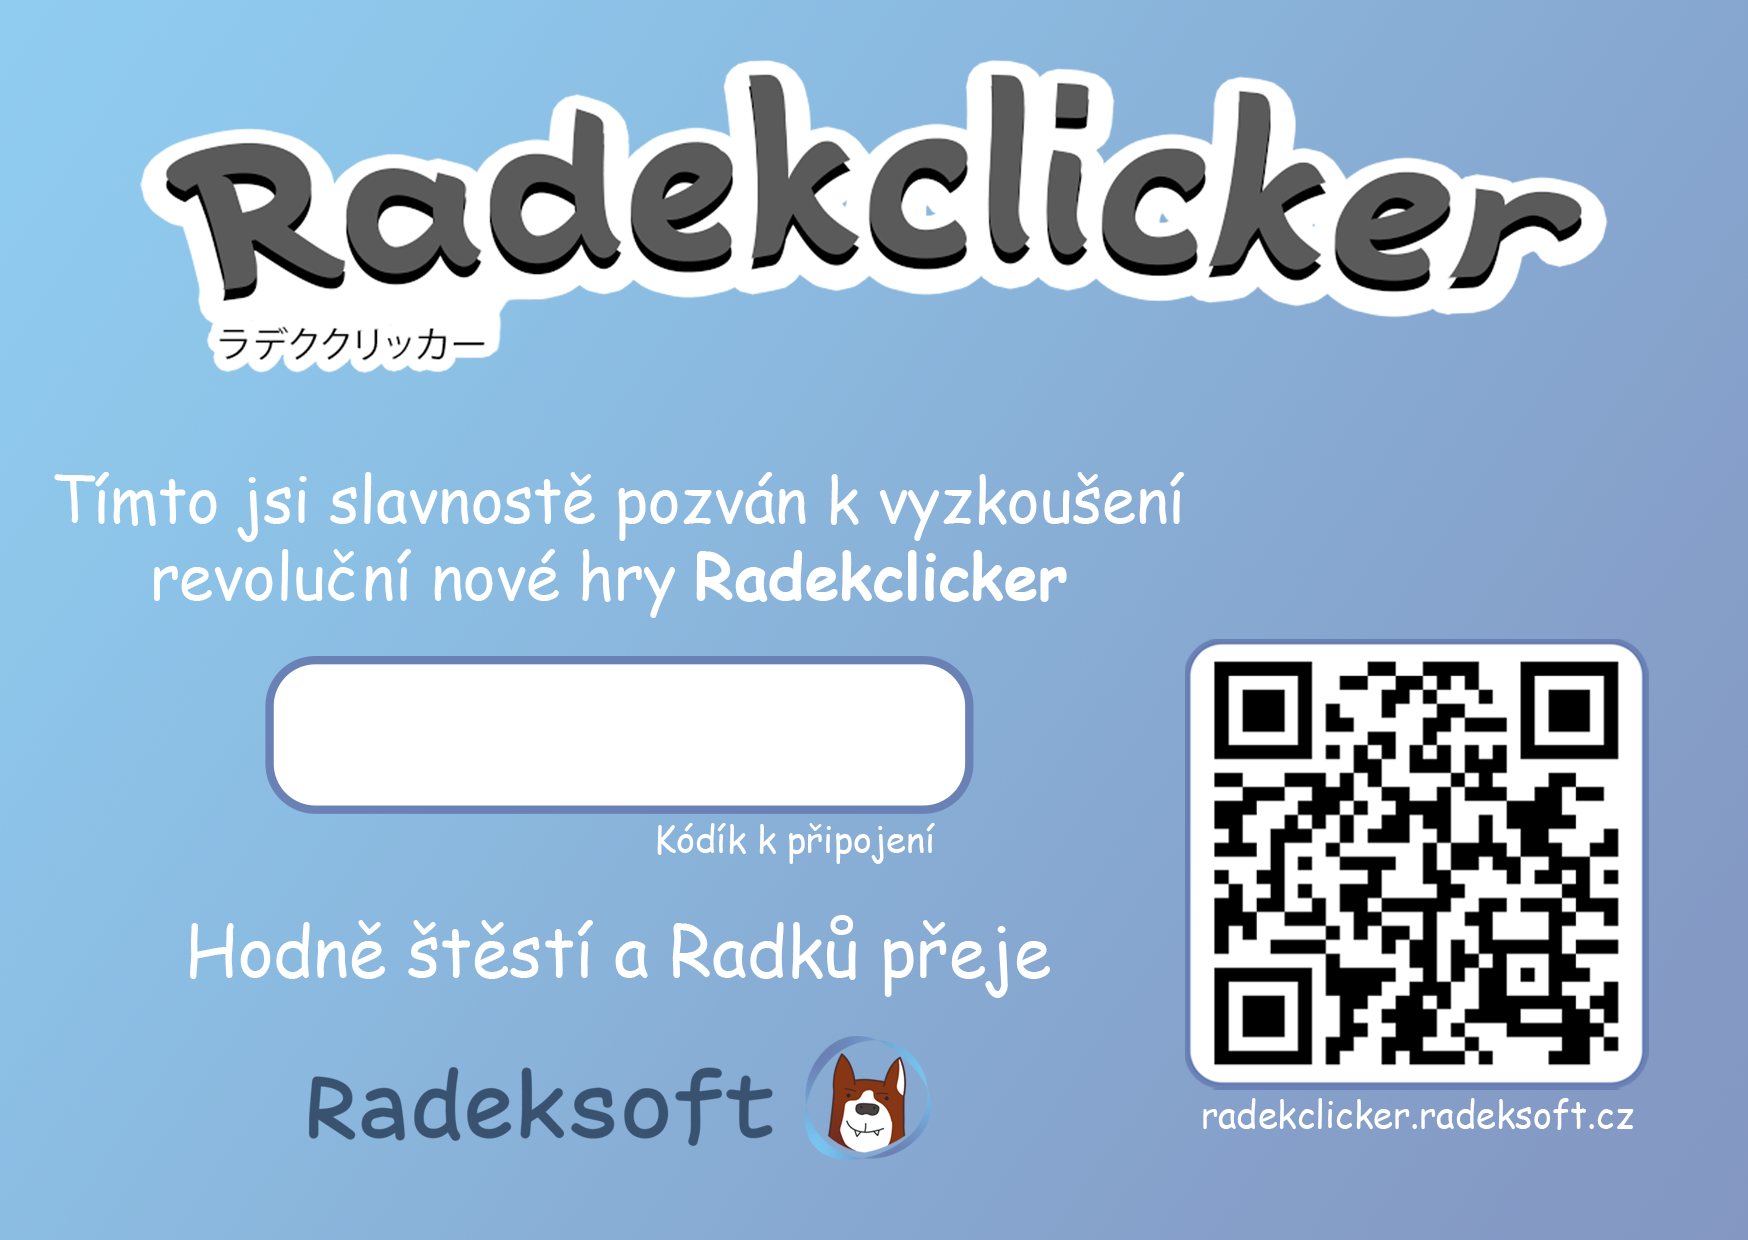 Radekclicker
ラデククリッカー
Tímto jsi slavnostě pozván k vyzkoušení
revoluční nové hry Radekclicker
Kódík k připojení
Hodně štěstí a Radků přeje
Radeksoft
radekclicker.radeksoft.cz